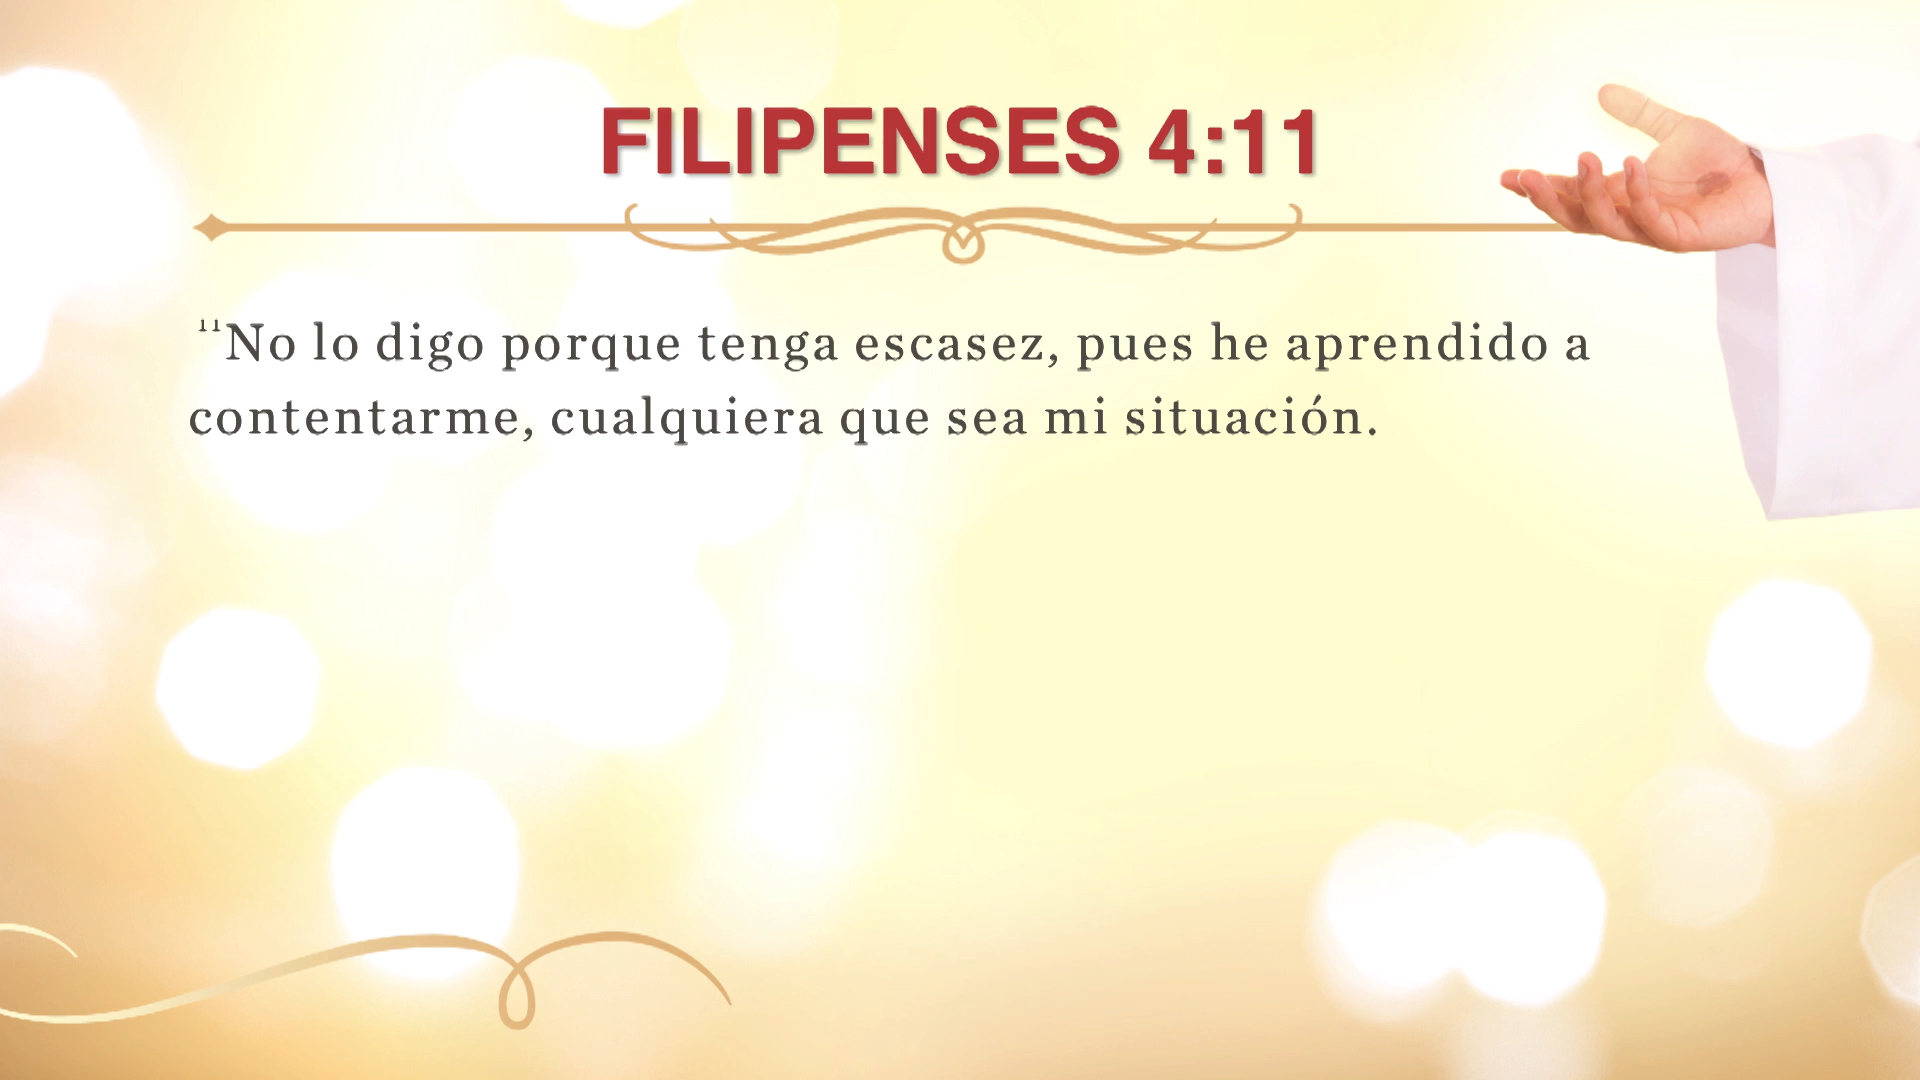 FILIPENSES 4:11
¹¹No lo digo porque tenga escasez, pues he aprendido a
contentarme, cualquiera que sea mi situación.